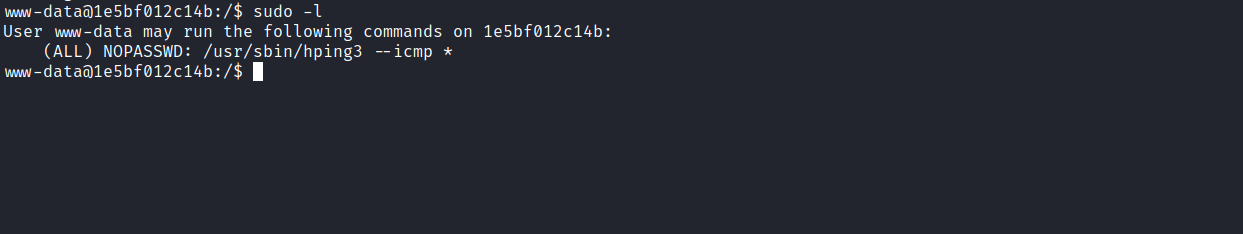 www-data@1e5bf012c14b:/$ sudo -l
User www-data may run the following commands on 1e5bf012c14b:
    (ALL) NOPASSWD: /usr/sbin/hping3 --icmp *
www-data@1e5bf012c14b:/$